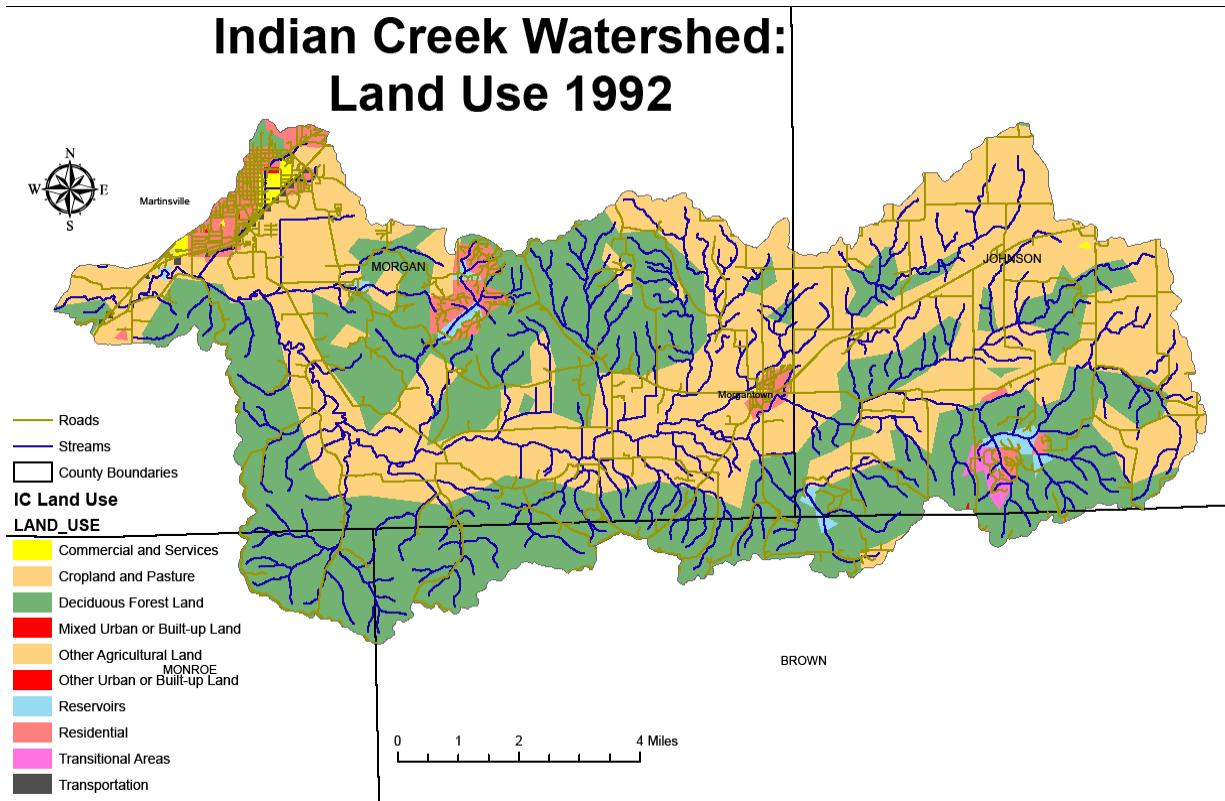 Indian Creek Watershed:
Land Use 1992
N
W
E
S
Martinsville
MORGAN
JOHNSON
Morgantown
Roads
Streams
County Boundaries
IC Land Use
LAND_USE
Commercial and Services
Cropland and Pasture
Deciduous Forest Land
Mixed Urban or Built-up Land
Other Agricultural Land
MONROE
BROWN
Other Urban or Built-up Land
Reservoirs
Residential
Transitional Areas
Transportation
0 1 2 4 Miles